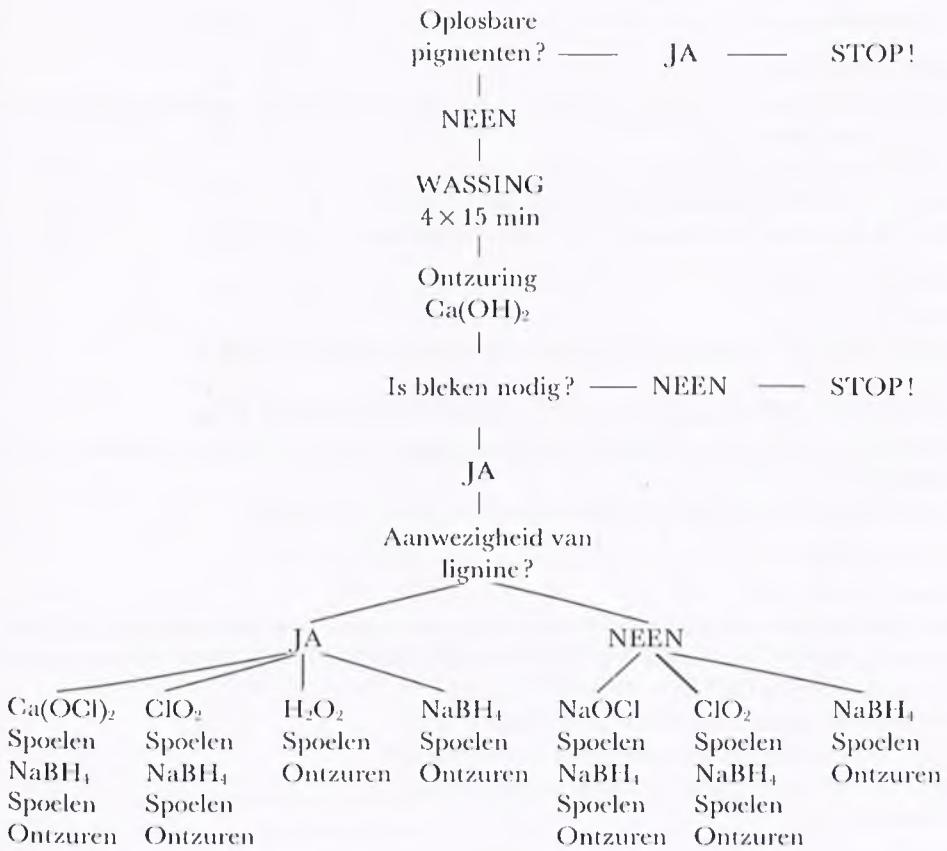 Oplosbare
pigmenten? JA STOP!
NEEN
WASSING
4 × 15 min
Ontzuring
Ca(OH)₂
Is bleken nodig? NEEN STOP!
JA
Aanwezigheid van
lignine?
JA NEEN
Ca(OCl)₂ ClO₂ H₂O₂ NaBH₄ NaOCl ClO₂ NaBH₄
Spoelen Spoelen Spoelen Spoelen Spoelen Spoelen Spoelen
NaBH₄ NaBH₄ Ontzuren Ontzuren NaBH₄ NaBH₄ Ontzuren
Spoelen Spoelen Spoelen Spoelen
Ontzuren Ontzuren Ontzuren Ontzuren